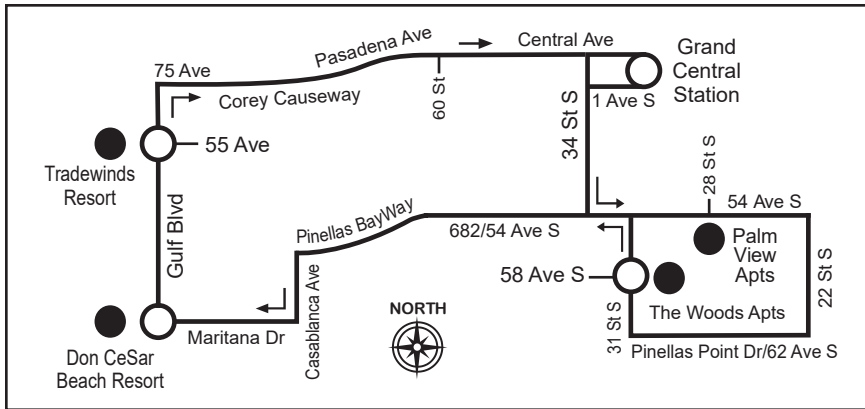 Pasadena Ave
Central Ave
Grand
Central
Station
75 Ave
Corey Causeway
60 St
1 Ave S
34 St S
55 Ave
Tradewinds
Resort
Gulf Blvd
28 St S
54 Ave S
Pinellas BayWay
682/54 Ave S
Palm
View
Apts
58 Ave S
22 St S
The Woods Apts
31 St S
NORTH
Casablanca Ave
Maritana Dr
Pinellas Point Dr/62 Ave S
Don CeSar
Beach Resort